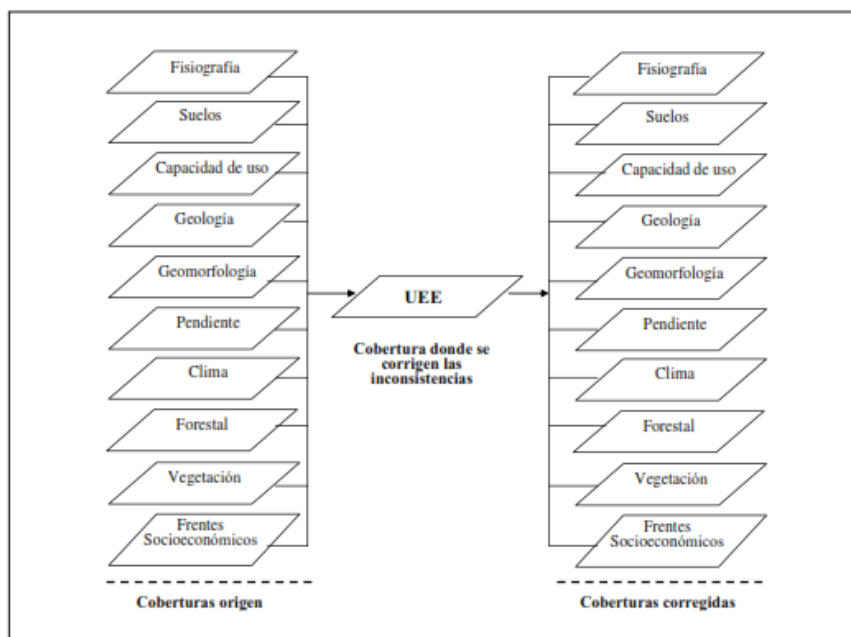 Fisiografía
Suelos
Capacidad de uso
Geología
Geomorfología
Pendiente
Clima
Forestal
Vegetación
Frentes
Socioeconómicos
Coberturas origen
UEE
Cobertura donde se
corrigen las
inconsistencias
Fisiografía
Suelos
Capacidad de uso
Geología
Geomorfología
Pendiente
Clima
Forestal
Vegetación
Frentes
Socioeconómicos
Coberturas corregidas